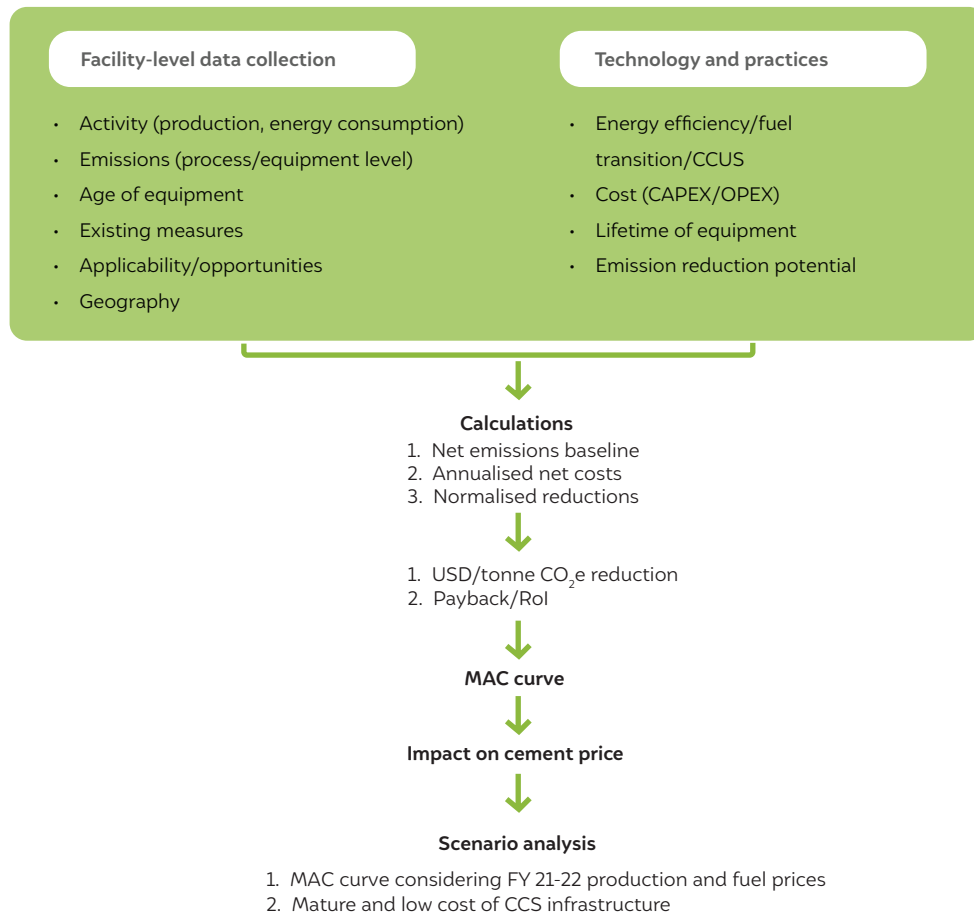 Facility-level data collection
• Activity (production, energy consumption)
• Emissions (process/equipment level)
• Age of equipment
• Existing measures
• Applicability/opportunities
• Geography
Technology and practices
• Energy efficiency/fuel
transition/CCUS
• Cost (CAPEX/OPEX)
• Lifetime of equipment
• Emission reduction potential
Calculations
1. Net emissions baseline
2. Annualised net costs
3. Normalised reductions
1. USD/tonne CO₂e reduction
2. Payback/RoI
MAC curve
Impact on cement price
Scenario analysis
1. MAC curve considering FY 21-22 production and fuel prices
2. Mature and low cost of CCS infrastructure